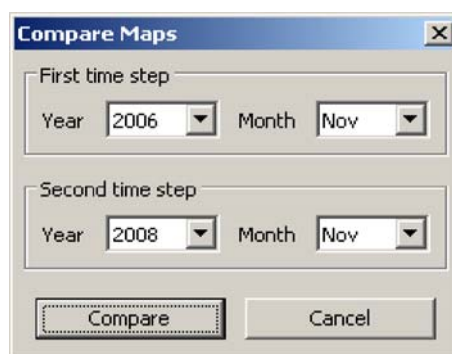 Compare Maps
First time step
Year 2006 Month Nov
Second time step
Year 2008 Month Nov
Compare Cancel